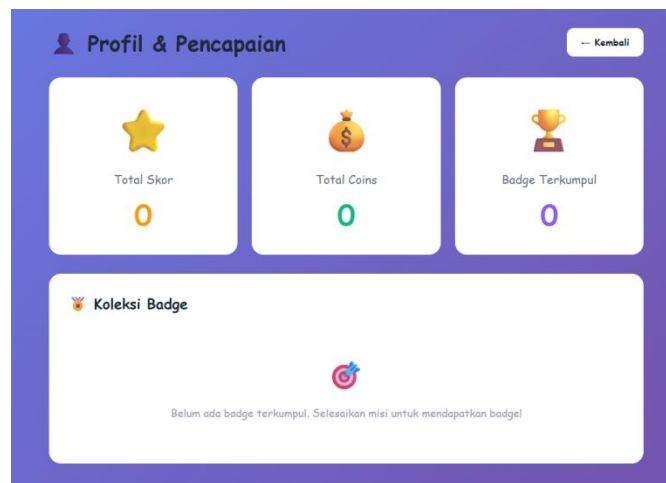 Profil & Pencapaian
← Kembali
Total Skor
0
Total Coins
0
Badge Terkumpul
0
Koleksi Badge
Belum ada badge terkumpul. Selesaikan misi untuk mendapatkan badge!